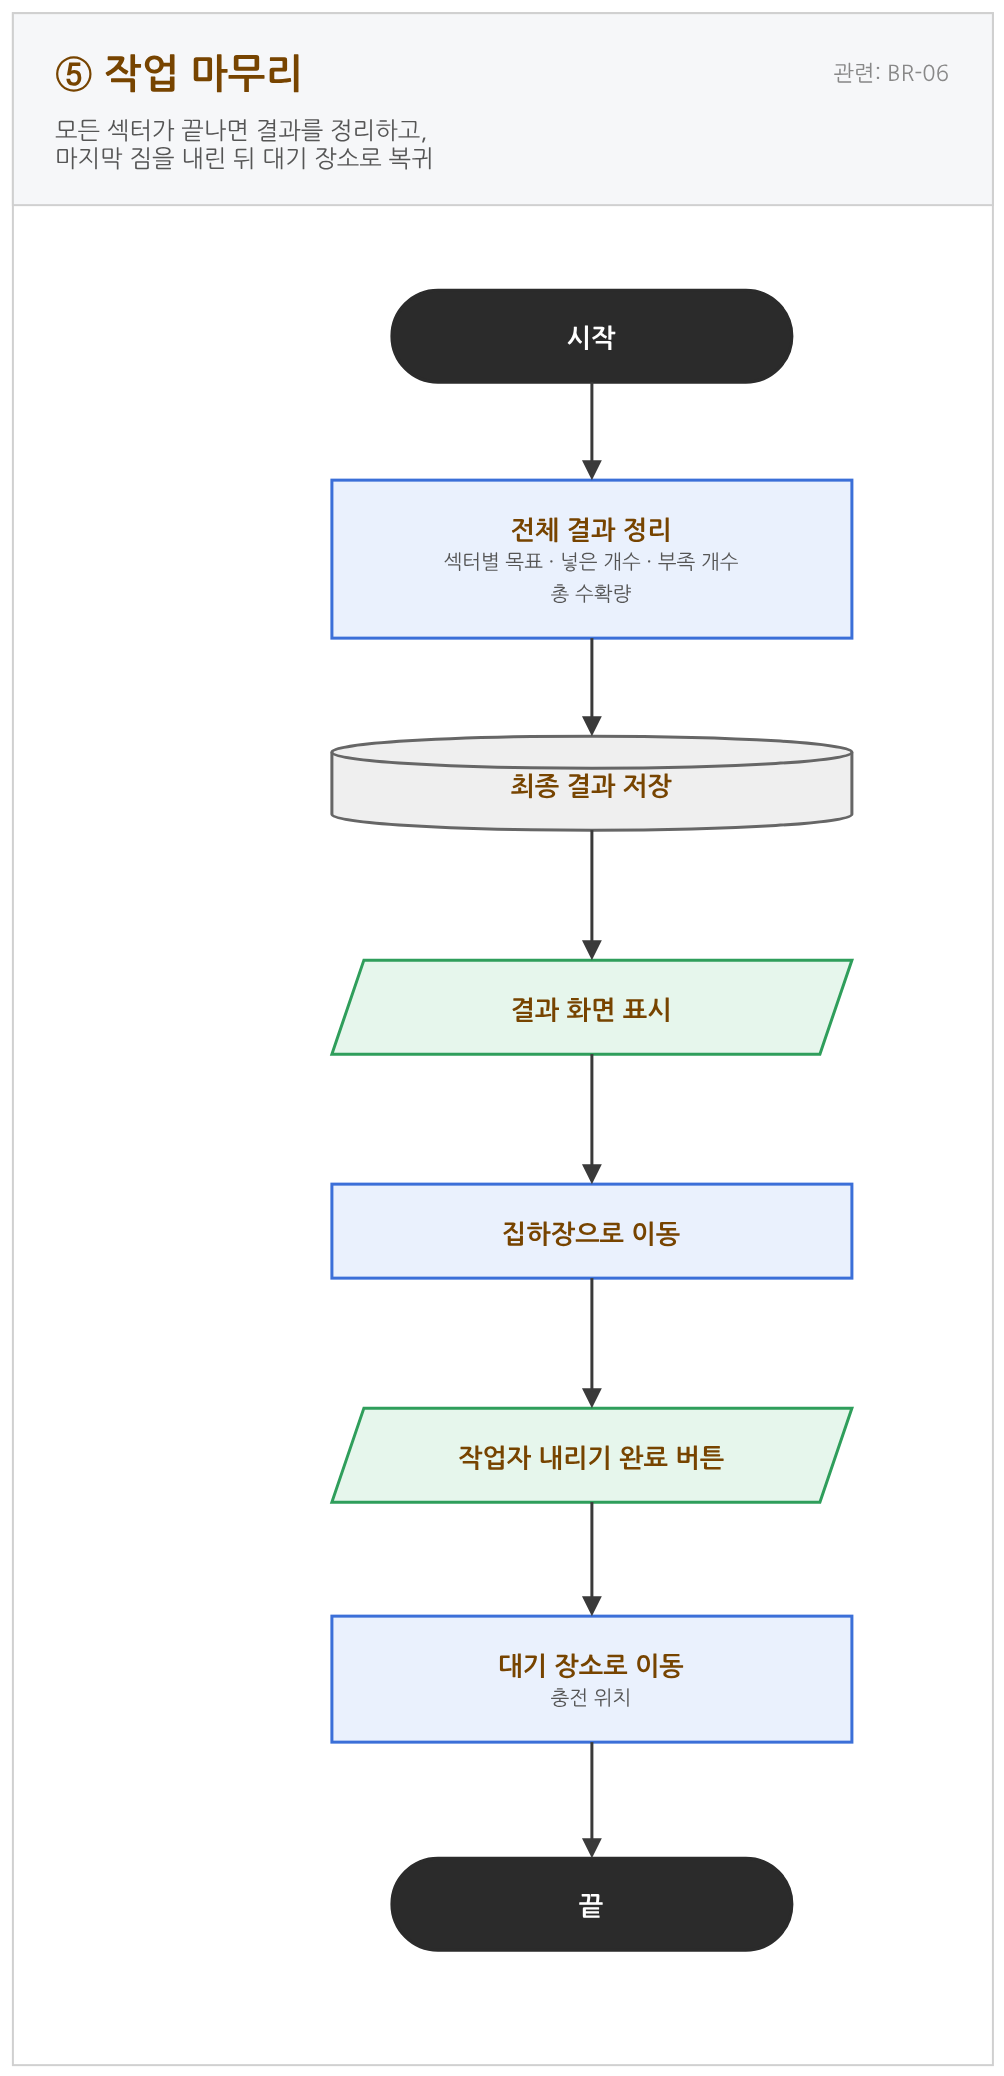 ⑤ 작업 마무리
관련: BR-06
모든 섹터가 끝나면 결과를 정리하고,
마지막 짐을 내린 뒤 대기 장소로 복귀
시작
전체 결과 정리
섹터별 목표 · 넣은 개수 · 부족 개수
총 수확량
최종 결과 저장
결과 화면 표시
집하장으로 이동
작업자 내리기 완료 버튼
대기 장소로 이동
충전 위치
끝